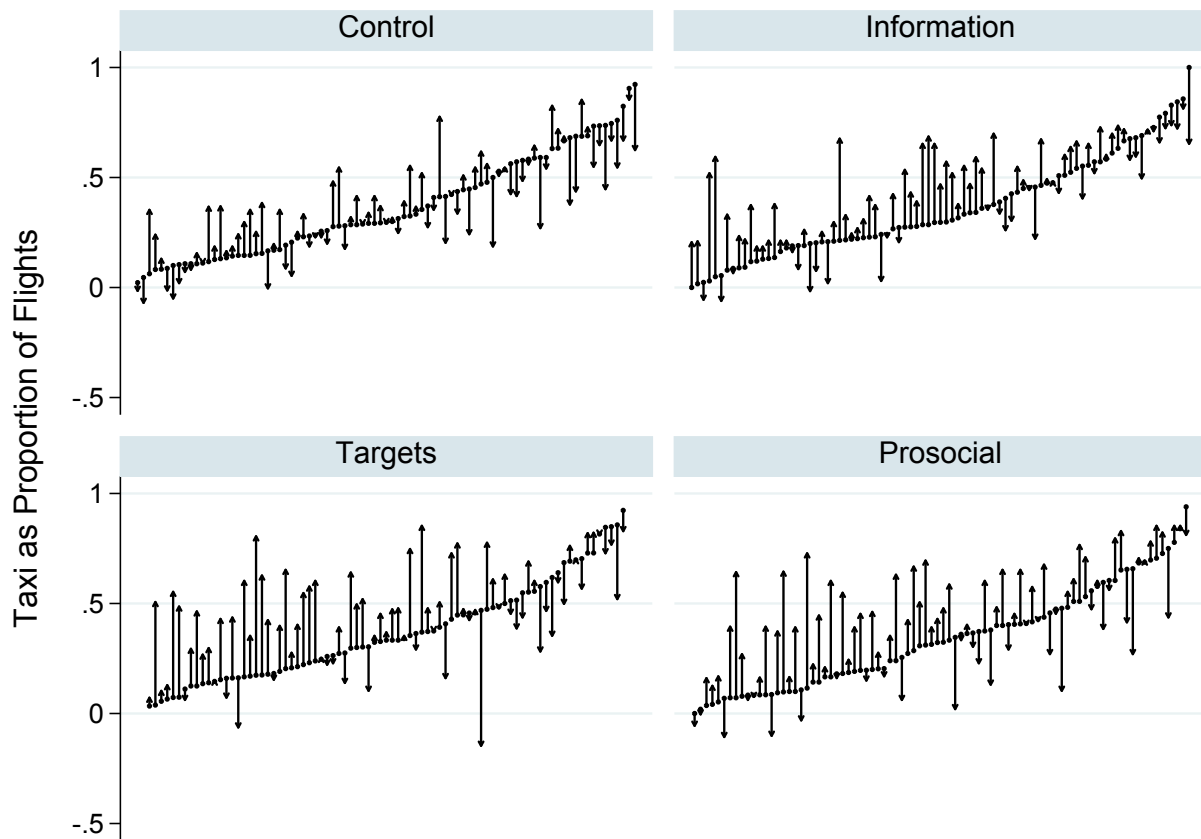 Control
Information
1
.5
0
-.5
Targets
Prosocial
1
.5
0
-.5
Taxi as Proportion of Flights